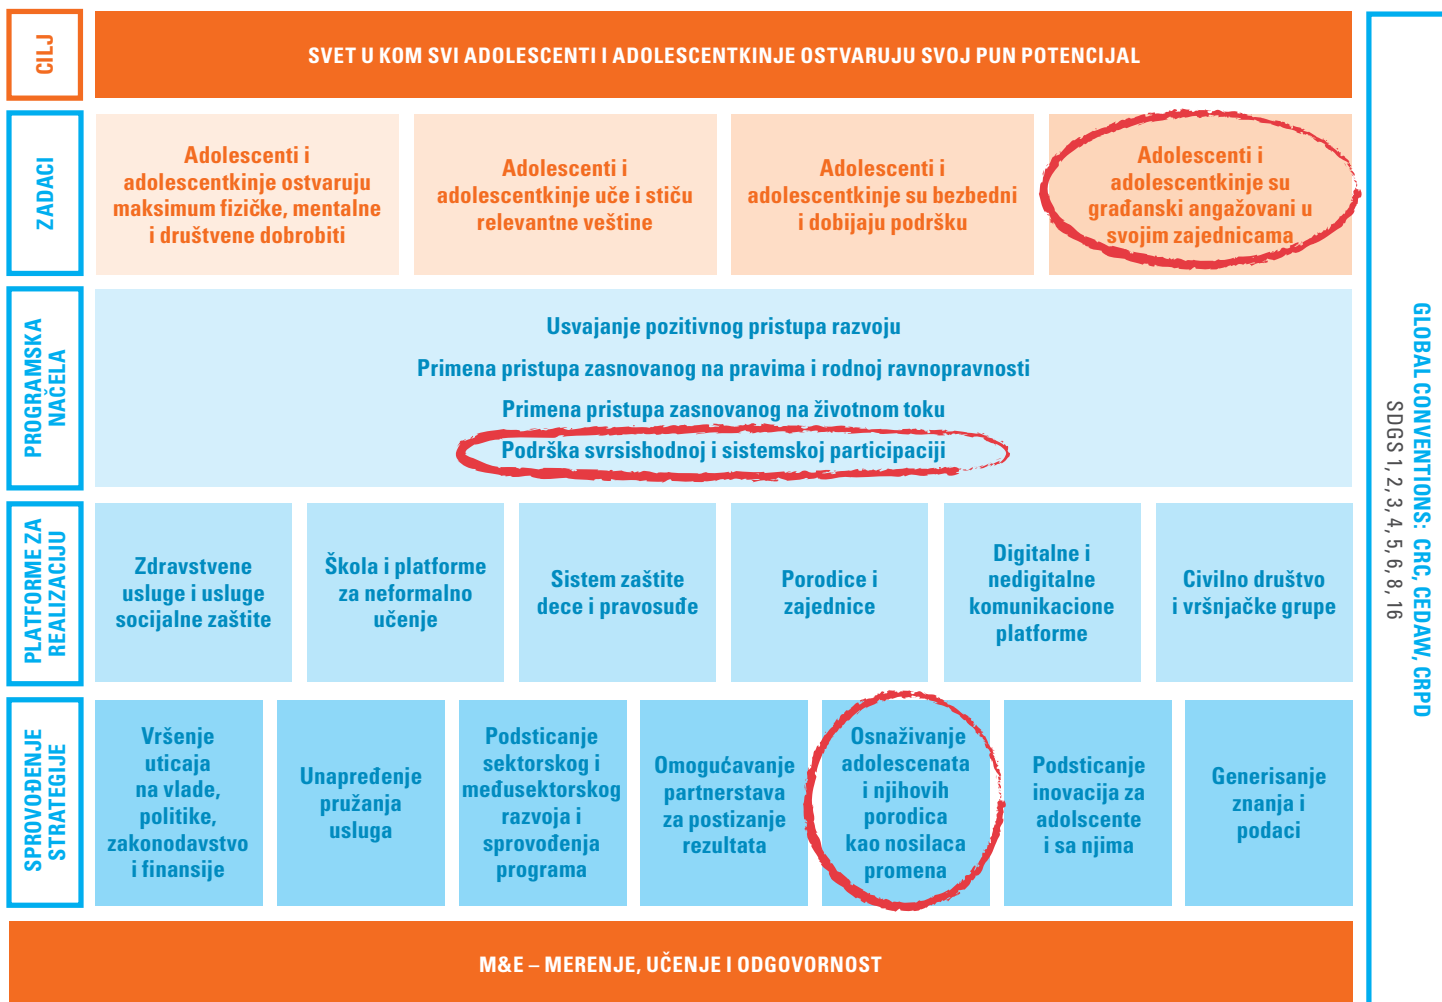 CILJ
SVET U KOM SVI ADOLESCENTI I ADOLESCENTKINJE OSTVARUJU SVOJ PUN POTENCIJAL
ZADACI
Adolescenti i
adolescentkinje ostvaruju
maksimum fizičke, mentalne
i društvene dobrobiti
Adolescenti i
adolescentkinje uče i stiču
relevantne veštine
Adolescenti i
adolescentkinje su bezbedni
i dobijaju podršku
Adolescenti i
adolescentkinje su
građanski angažovani u
svojim zajednicama
PROGRAMSKA
NAČELA
Usvajanje pozitivnog pristupa razvoju
Primena pristupa zasnovanog na pravima i rodnoj ravnopravnosti
Primena pristupa zasnovanog na životnom toku
Podrška svrsishodnoj i sistemskoj participaciji
PLATFORME ZA
REALIZACIJU
Zdravstvene
usluge i usluge
socijalne zaštite
Škola i platforme
za neformalno
učenje
Sistem zaštite
dece i pravosuđe
Porodice i
zajednice
Digitalne i
nedigitalne
komunikacione
platforme
Civilno društvo
i vršnjačke grupe
SPROVOĐENJE
STRATEGIJE
Vršenje
uticaja
na vlade,
politike,
zakonodavstvo
i finansije
Unapređenje
pružanja
usluga
Podsticanje
sektorskog i
međusektorskog
razvoja i
sprovođenja
programa
Omogućavanje
partnerstava
za postizanje
rezultata
Osnaživanje
adolescenata
i njihovih
porodica
kao nosilaca
promena
Podsticanje
inovacija za
adolscente
i sa njima
Generisanje
znanja i
podaci
M&E – MERENJE, UČENJE I ODGOVORNOST
GLOBAL CONVENTIONS: CRC, CEDAW, CRPD
SDGS 1, 2, 3, 4, 5, 6, 8, 16